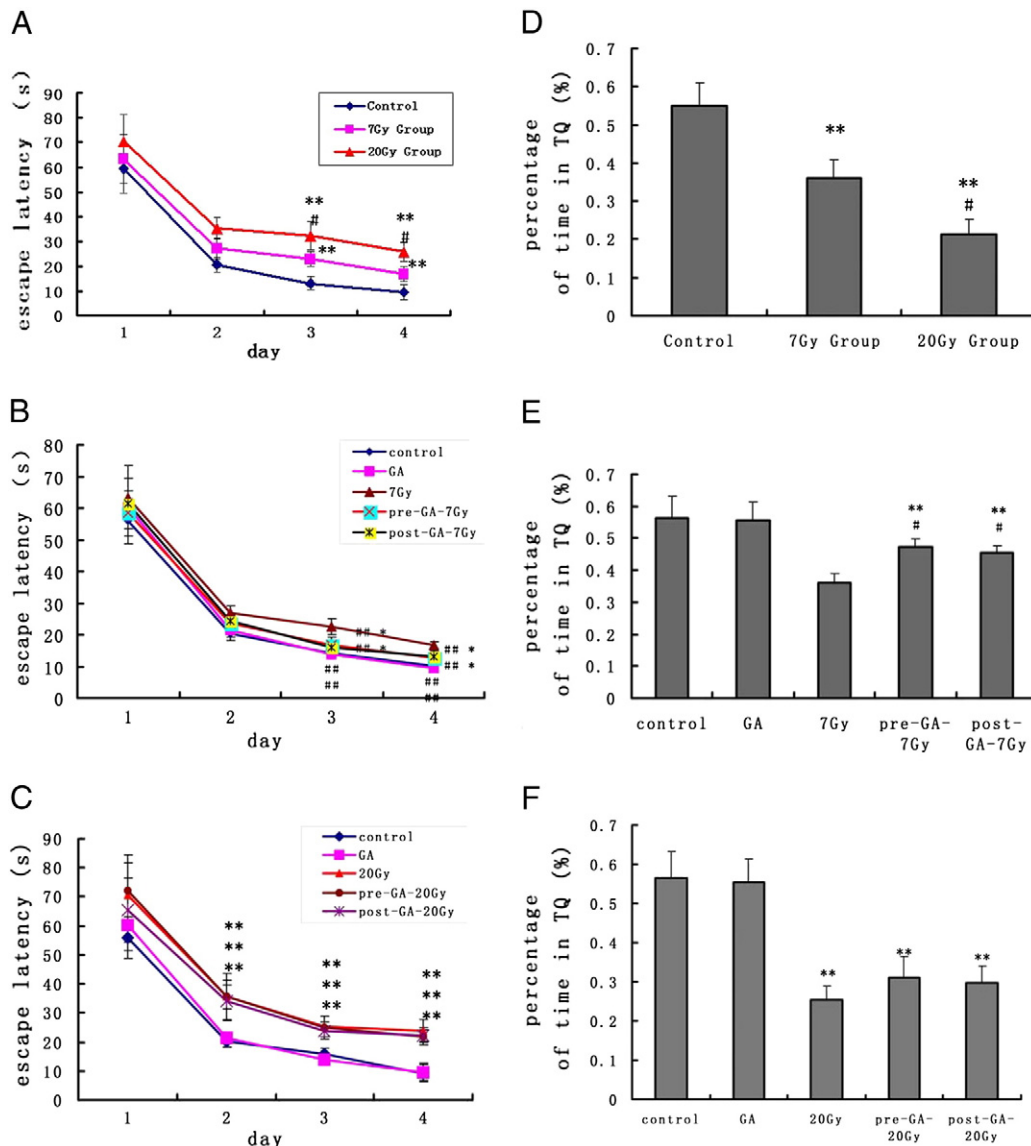 A
escape latency (s)
90
80
70
60
50
40
30
20
10
0
Control
7Gy Group
20Gy Group
**
#
**
**
#
**
1 2 3 4
day
D
percentage
of time in TQ (%)
0.7
0.6
0.5
0.4
0.3
0.2
0.1
0
**
**
#
Control 7Gy Group 20Gy Group
B
escape latency (s)
80
70
60
50
40
30
20
10
0
control
GA
7Gy
pre-GA-7Gy
post-GA-7Gy
## *
## *
##
##
## *
## *
##
##
1 2 3 4
day
E
percentage
of time in TQ (%)
0.7
0.6
0.5
0.4
0.3
0.2
0.1
0
**
#
**
#
control GA 7Gy pre-GA- post-
7Gy GA-7Gy
C
escape latency (s)
90
80
70
60
50
40
30
20
10
0
control
GA
20Gy
pre-GA-20Gy
post-GA-20Gy
**
**
**
**
**
**
**
**
**
1 2 3 4
day
F
percentage
of time in TQ (%)
0.7
0.6
0.5
0.4
0.3
0.2
0.1
0
**
**
**
control GA 20Gy pre-GA- post-GA-
20Gy 20Gy